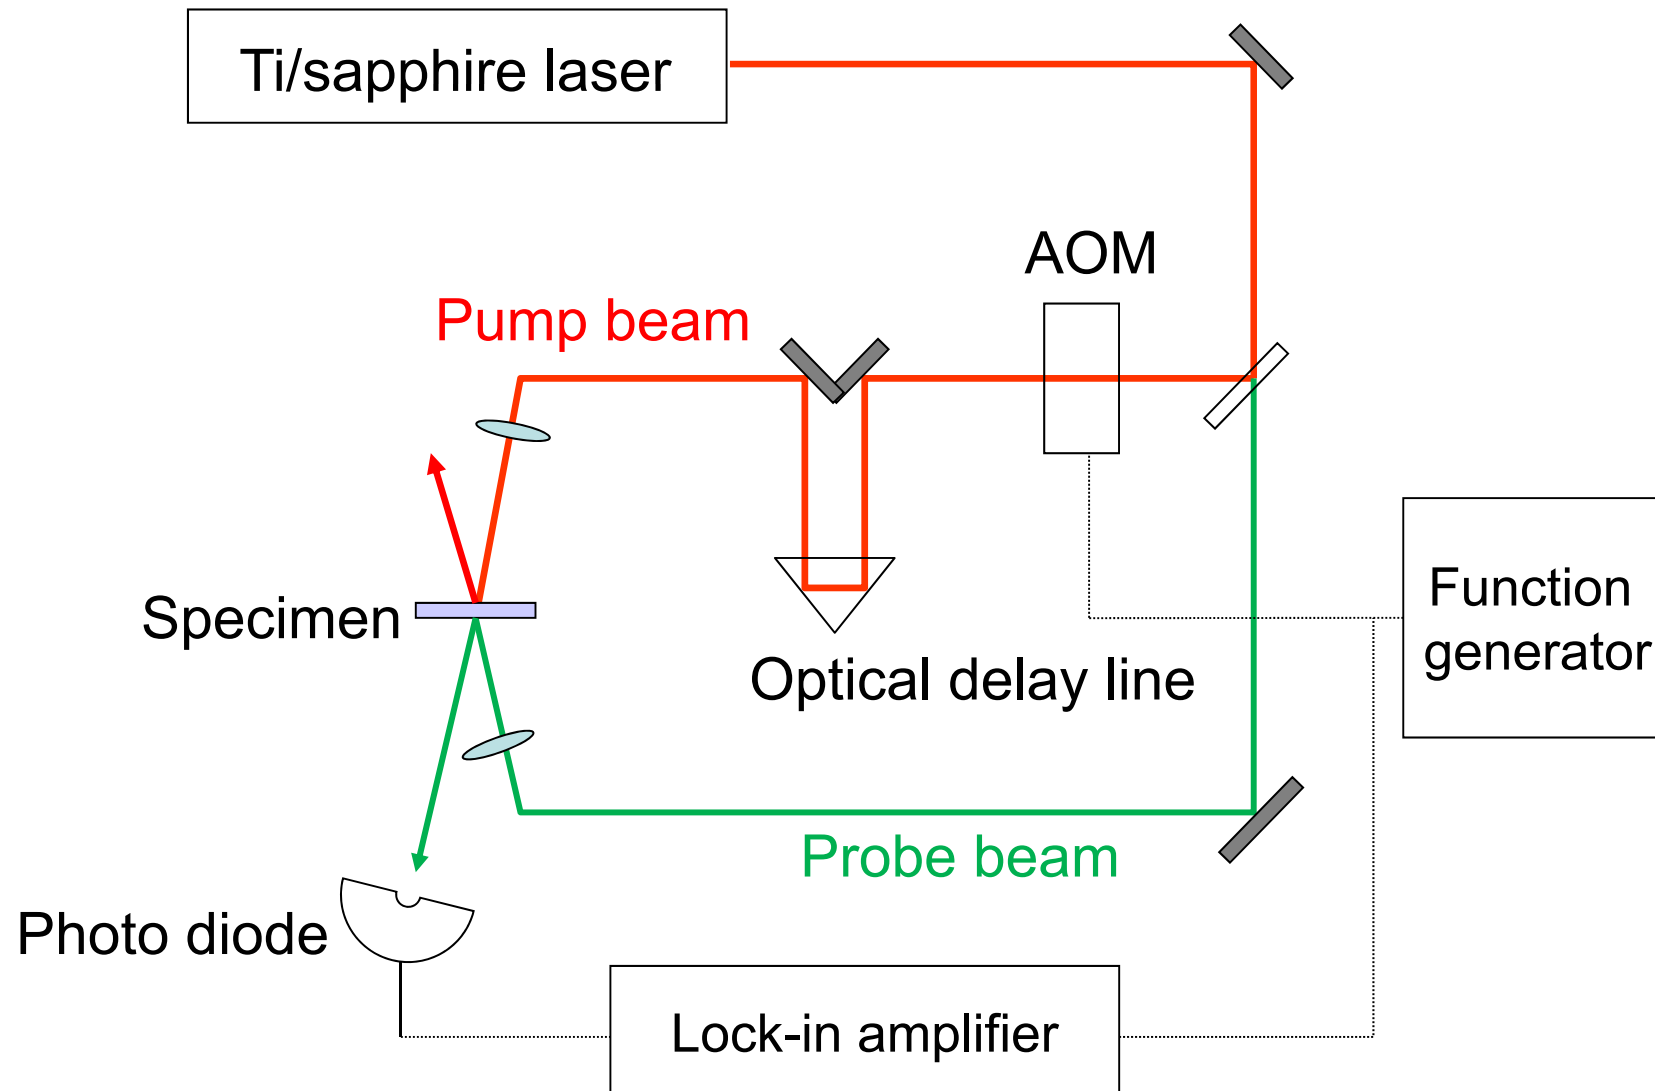 Ti/sapphire laser
AOM
Pump beam
Function
generator
Specimen
Optical delay line
Probe beam
Photo diode
Lock-in amplifier